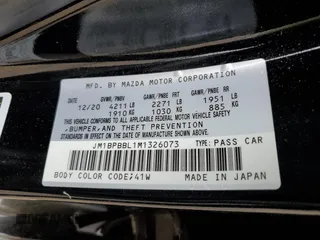 MFD. BY MAZDA MOTOR CORPORATION
GVWR/PNBV GAWR/PNBE FR GAWR/PNBE RR
12/20 4211 LB 2271 LB 1951 LB
1910 KG 1030 KG 885 KG
THIS VEHICLE CONFORMS TO ALL APPLICABLE
FEDERAL MOTOR VEHICLE SAFETY,
BUMPER, AND THEFT PREVENTION
STANDARDS IN EFFECT ON THE DATE OF
MANUFACTURE SHOWN ABOVE.
JM1BPBBL1M1326073 TYPE: PASS CAR
BODY COLOR CODE;41W MADE IN JAPAN